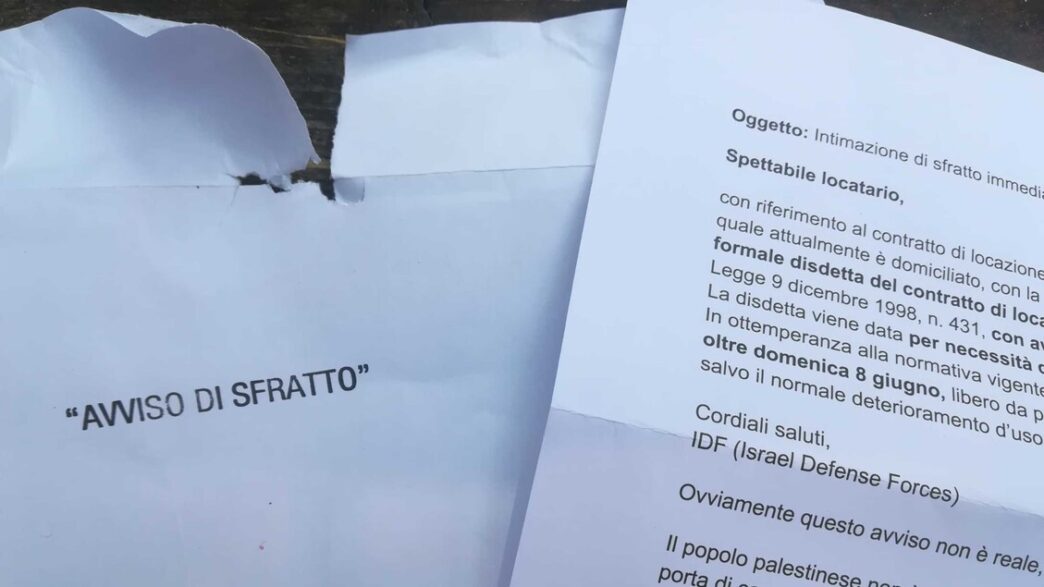 “AVVISO DI SFRATTO”
Oggetto: Intimazione di sfratto
Spettabile locatario,
con riferimento al contratto di locazione
quale attualmente è domiciliato, con la
formale disdetta del contratto di
Legge 9 dicembre 1998, n. 431, con
La disdetta viene data per necessità
In ottemperanza alla normativa vigente
oltre domenica 8 giugno, libero da
salvo il normale deterioramento d'uso
Cordiali saluti,
IDF (Israel Defense Forces)
Ovviamente questo avviso non è reale,
Il popolo palestinese
porta di